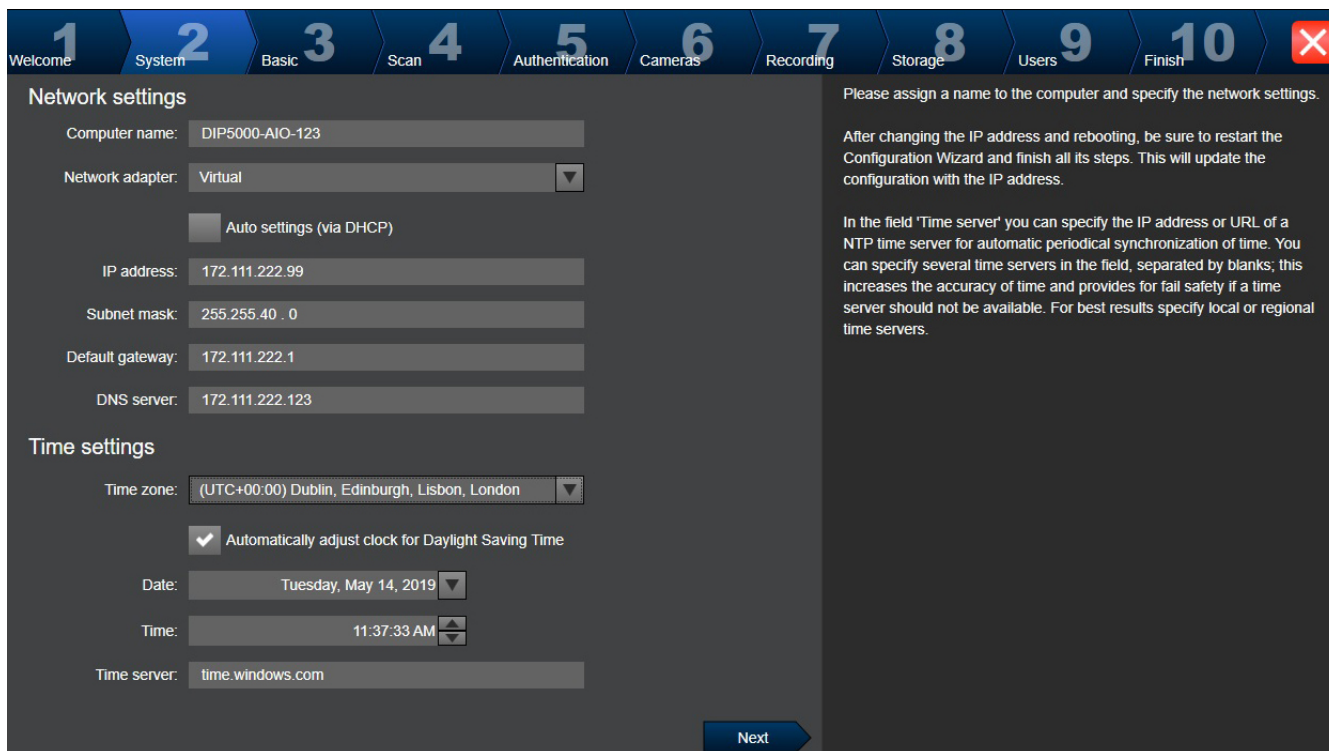 1 Welcome
2 System
3 Basic
4 Scan
5 Authentication
6 Cameras
7 Recording
8 Storage
9 Users
10 Finish
Network settings
Computer name: DIP5000-AIO-123
Network adapter: Virtual
Auto settings (via DHCP)
IP address: 172.111.222.99
Subnet mask: 255.255.40 . 0
Default gateway: 172.111.222.1
DNS server: 172.111.222.123
Time settings
Time zone: (UTC+00:00) Dublin, Edinburgh, Lisbon, London
Automatically adjust clock for Daylight Saving Time
Date: Tuesday, May 14, 2019
Time: 11:37:33 AM
Time server: time.windows.com
Next
Please assign a name to the computer and specify the network settings.
After changing the IP address and rebooting, be sure to restart the
Configuration Wizard and finish all its steps. This will update the
configuration with the IP address.
In the field 'Time server' you can specify the IP address or URL of a
NTP time server for automatic periodical synchronization of time. You
can specify several time servers in the field, separated by blanks; this
increases the accuracy of time and provides for fail safety if a time
server should not be available. For best results specify local or regional
time servers.